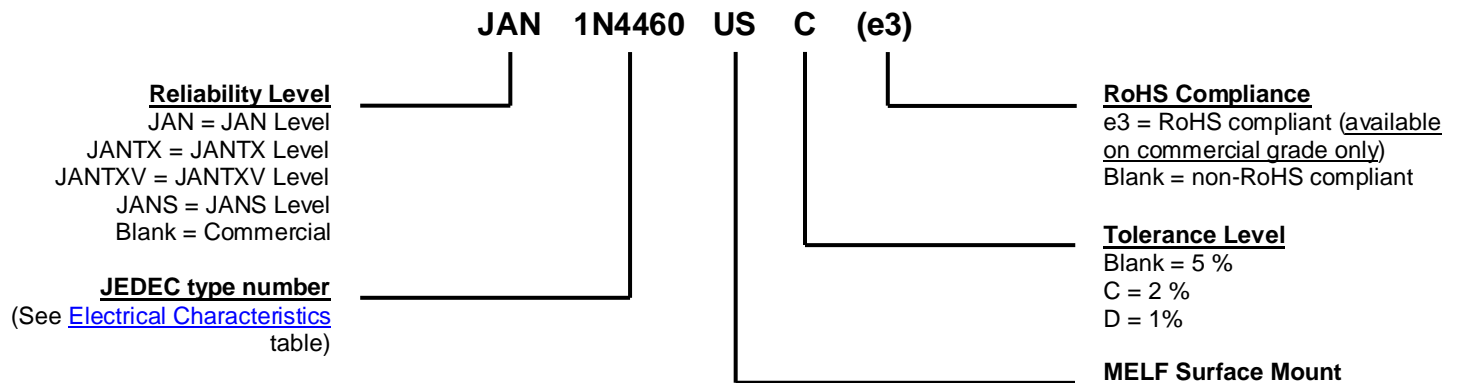 JAN 1N4460 US C (e3)
Reliability Level
JAN = JAN Level
JANTX = JANTX Level
JANTXV = JANTXV Level
JANS = JANS Level
Blank = Commercial
JEDEC type number
(See Electrical Characteristics
table)
RoHS Compliance
e3 = RoHS compliant (available
on commercial grade only)
Blank = non-RoHS compliant
Tolerance Level
Blank = 5 %
C = 2 %
D = 1%
MELF Surface Mount